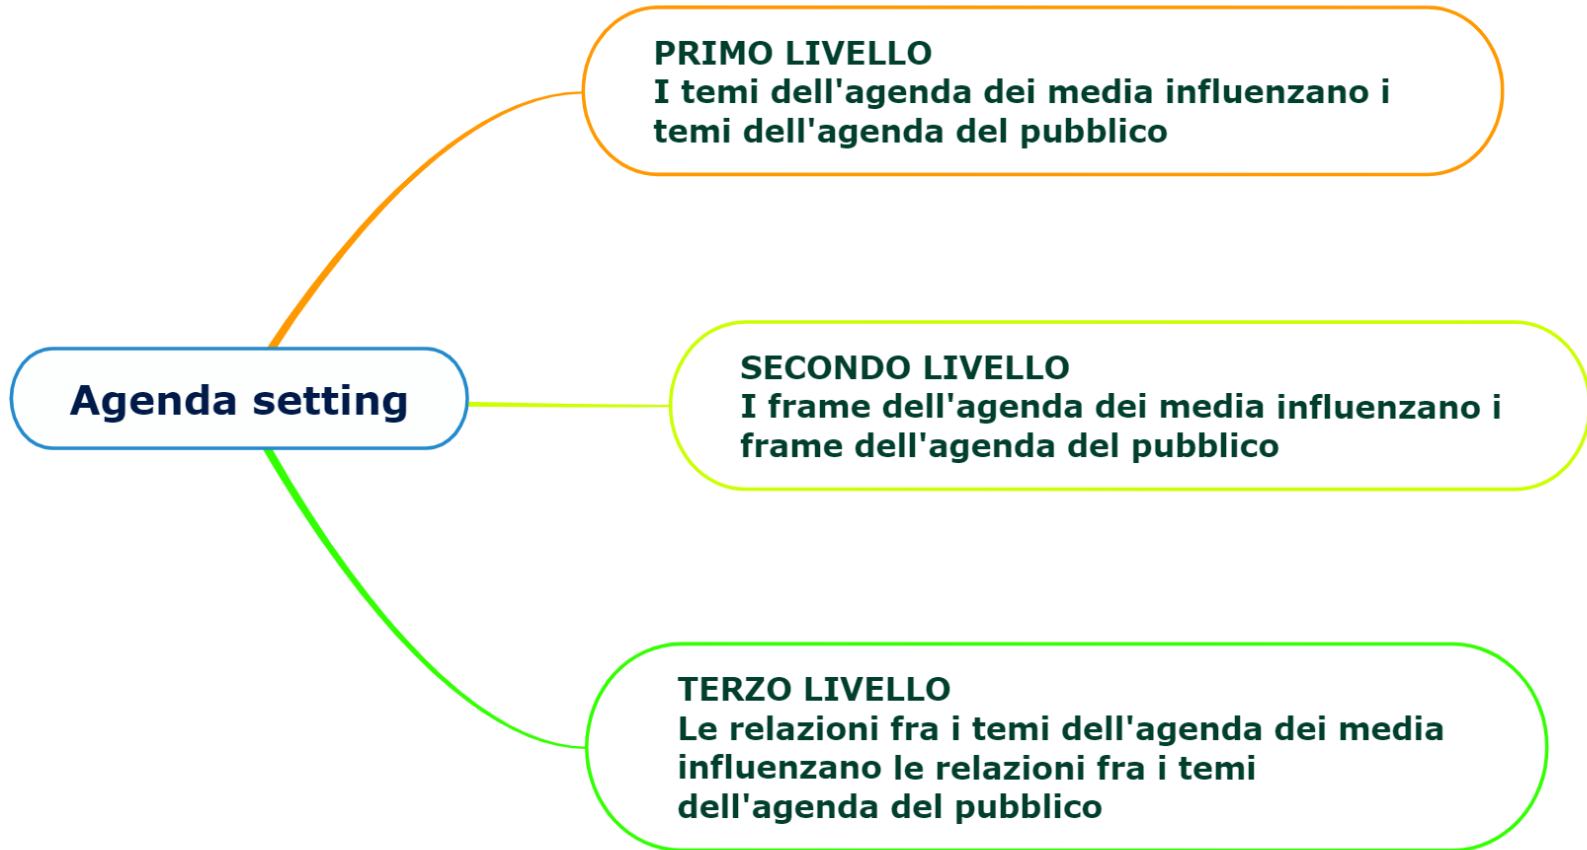 PRIMO LIVELLO
I temi dell'agenda dei media influenzano i
temi dell'agenda del pubblico
Agenda setting
SECONDO LIVELLO
I frame dell'agenda dei media influenzano i
frame dell'agenda del pubblico
TERZO LIVELLO
Le relazioni fra i temi dell'agenda dei media
influenzano le relazioni fra i temi
dell'agenda del pubblico